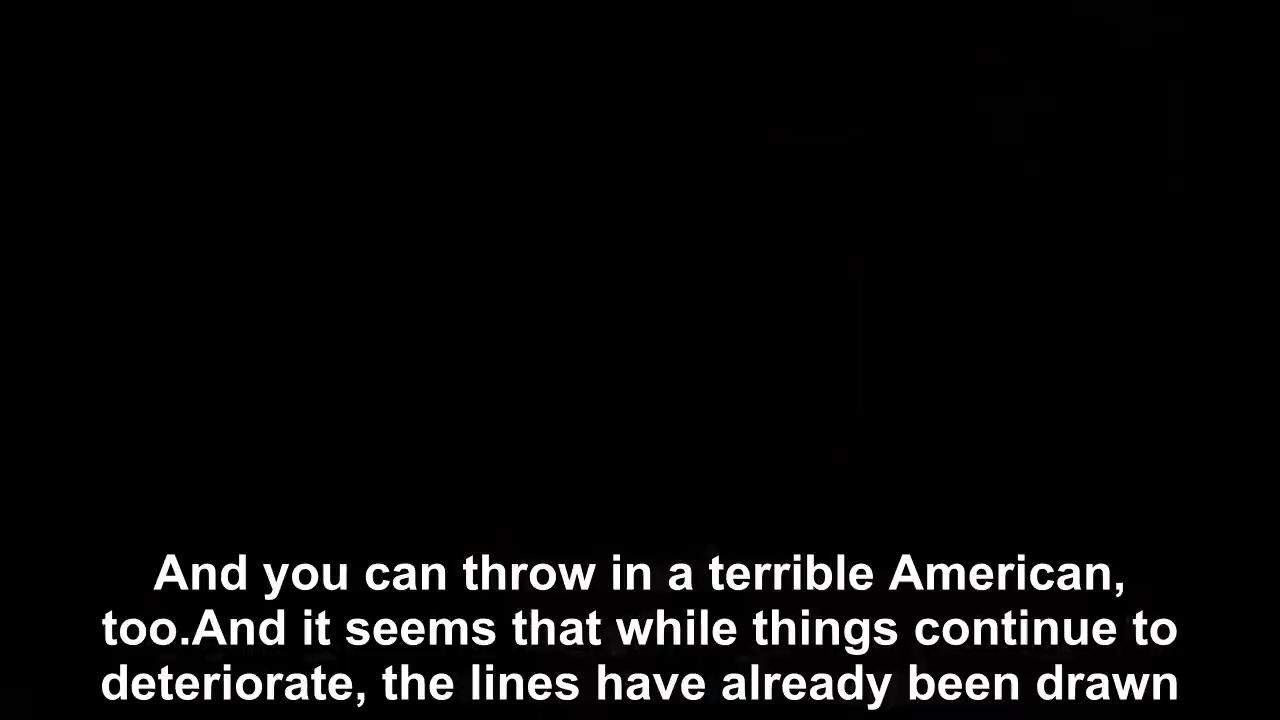 And you can throw in a terrible American,
too.And it seems that while things continue to
deteriorate, the lines have already been drawn